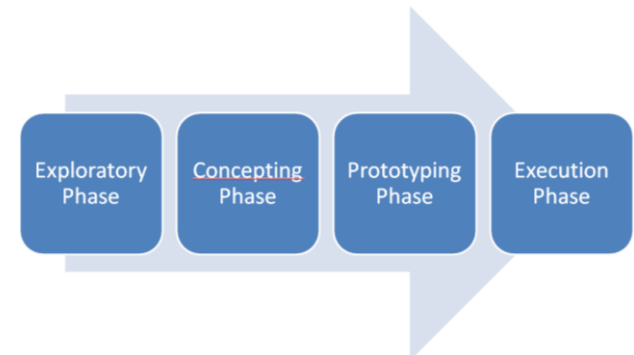 Exploratory
Phase
Concepting
Phase
Prototyping
Phase
Execution
Phase